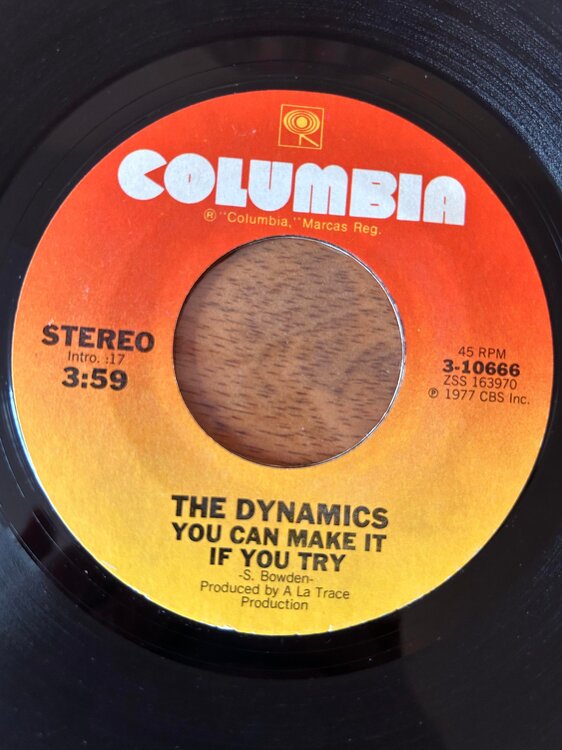 COLUMBIA
® "Columbia," Marcas Reg.
STEREO
Intro. :17
3:59
45 RPM
3-10666
ZSS 163970
℗ 1977 CBS Inc.
THE DYNAMICS
YOU CAN MAKE IT
IF YOU TRY
-S. Bowden-
Produced by A La Trace
Production